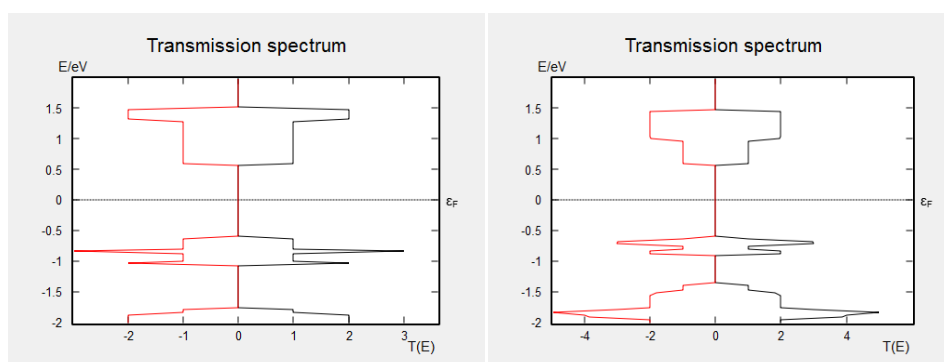 Transmission spectrum
E/eV
1.5
1
0.5
0
-0.5
-1
-1.5
-2
εF
-2 -1 0 1 2 3
T(E)
Transmission spectrum
E/eV
1.5
1
0.5
0
-0.5
-1
-1.5
-2
εF
-4 -2 0 2 4
T(E)